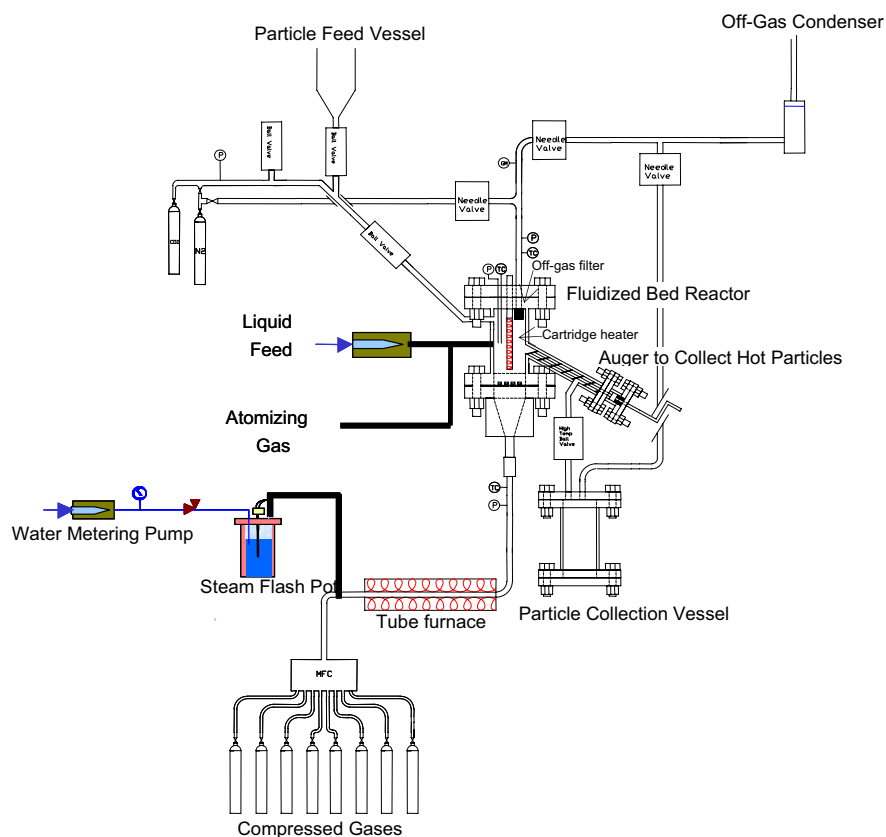 Off-Gas Condenser
Particle Feed Vessel
Ball
Valve
Ball
Valve
Needle
Valve
P
GM
Needle
Valve
Needle
Valve
CO2
N2
Ball Valve
P
TC
P
TC
Off-gas filter
Fluidized Bed Reactor
Liquid
Feed
Cartridge heater
Auger to Collect Hot Particles
Atomizing
Gas
High
Temp
Ball
Valve
TC
P
Water Metering Pump
Steam Flash Pot
Tube furnace
Particle Collection Vessel
MFC
Compressed Gases